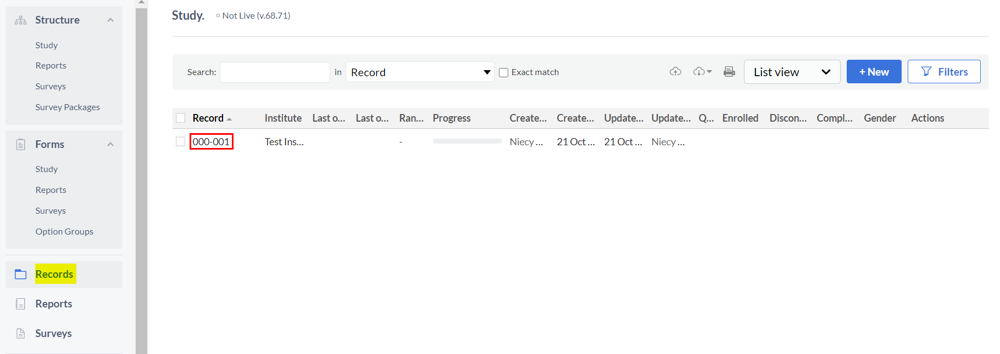 Structure
Study
Reports
Surveys
Survey Packages
Forms
Study
Reports
Surveys
Option Groups
Records
Reports
Surveys
Study. Not Live (v.68.71)
Search: in Record Exact match List view + New Filters
Record Institute Last o... Last o... Ran... Progress Create... Create... Update... Update... Q... Enrolled Discon... Compl... Gender Actions
000-001 Test Ins... - Niecy ... 21 Oct ... 21 Oct ... Niecy ...